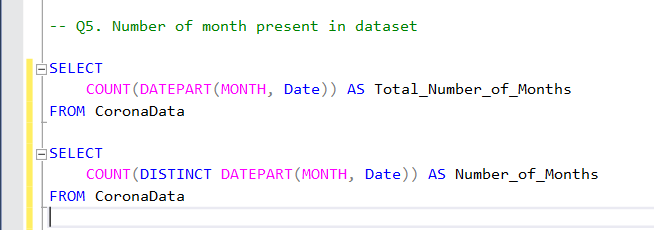 -- Q5. Number of month present in dataset
SELECT
COUNT(DATEPART(MONTH, Date)) AS Total_Number_of_Months
FROM CoronaData
SELECT
COUNT(DISTINCT DATEPART(MONTH, Date)) AS Number_of_Months
FROM CoronaData